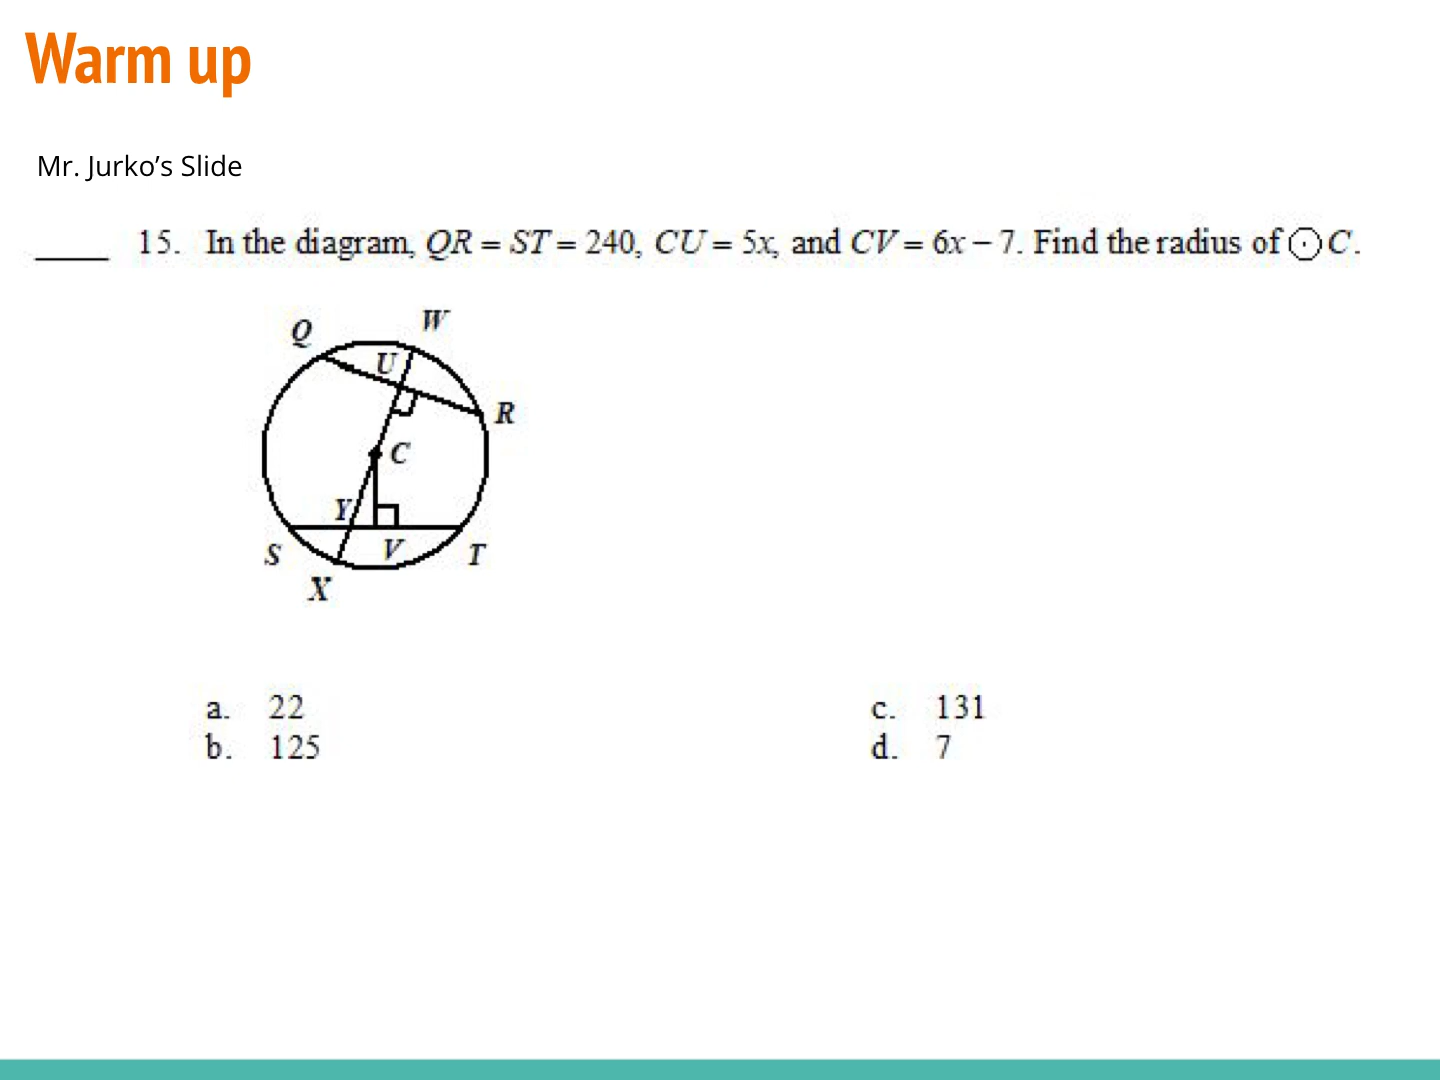 Warm up
Mr. Jurko’s Slide
____ 15. In the diagram, QR = ST = 240, CU = 5x, and CV = 6x – 7. Find the radius of ⊙C.
Q
W
U
R
C
Y
S
V
T
X
a. 22
c. 131
b. 125
d. 7